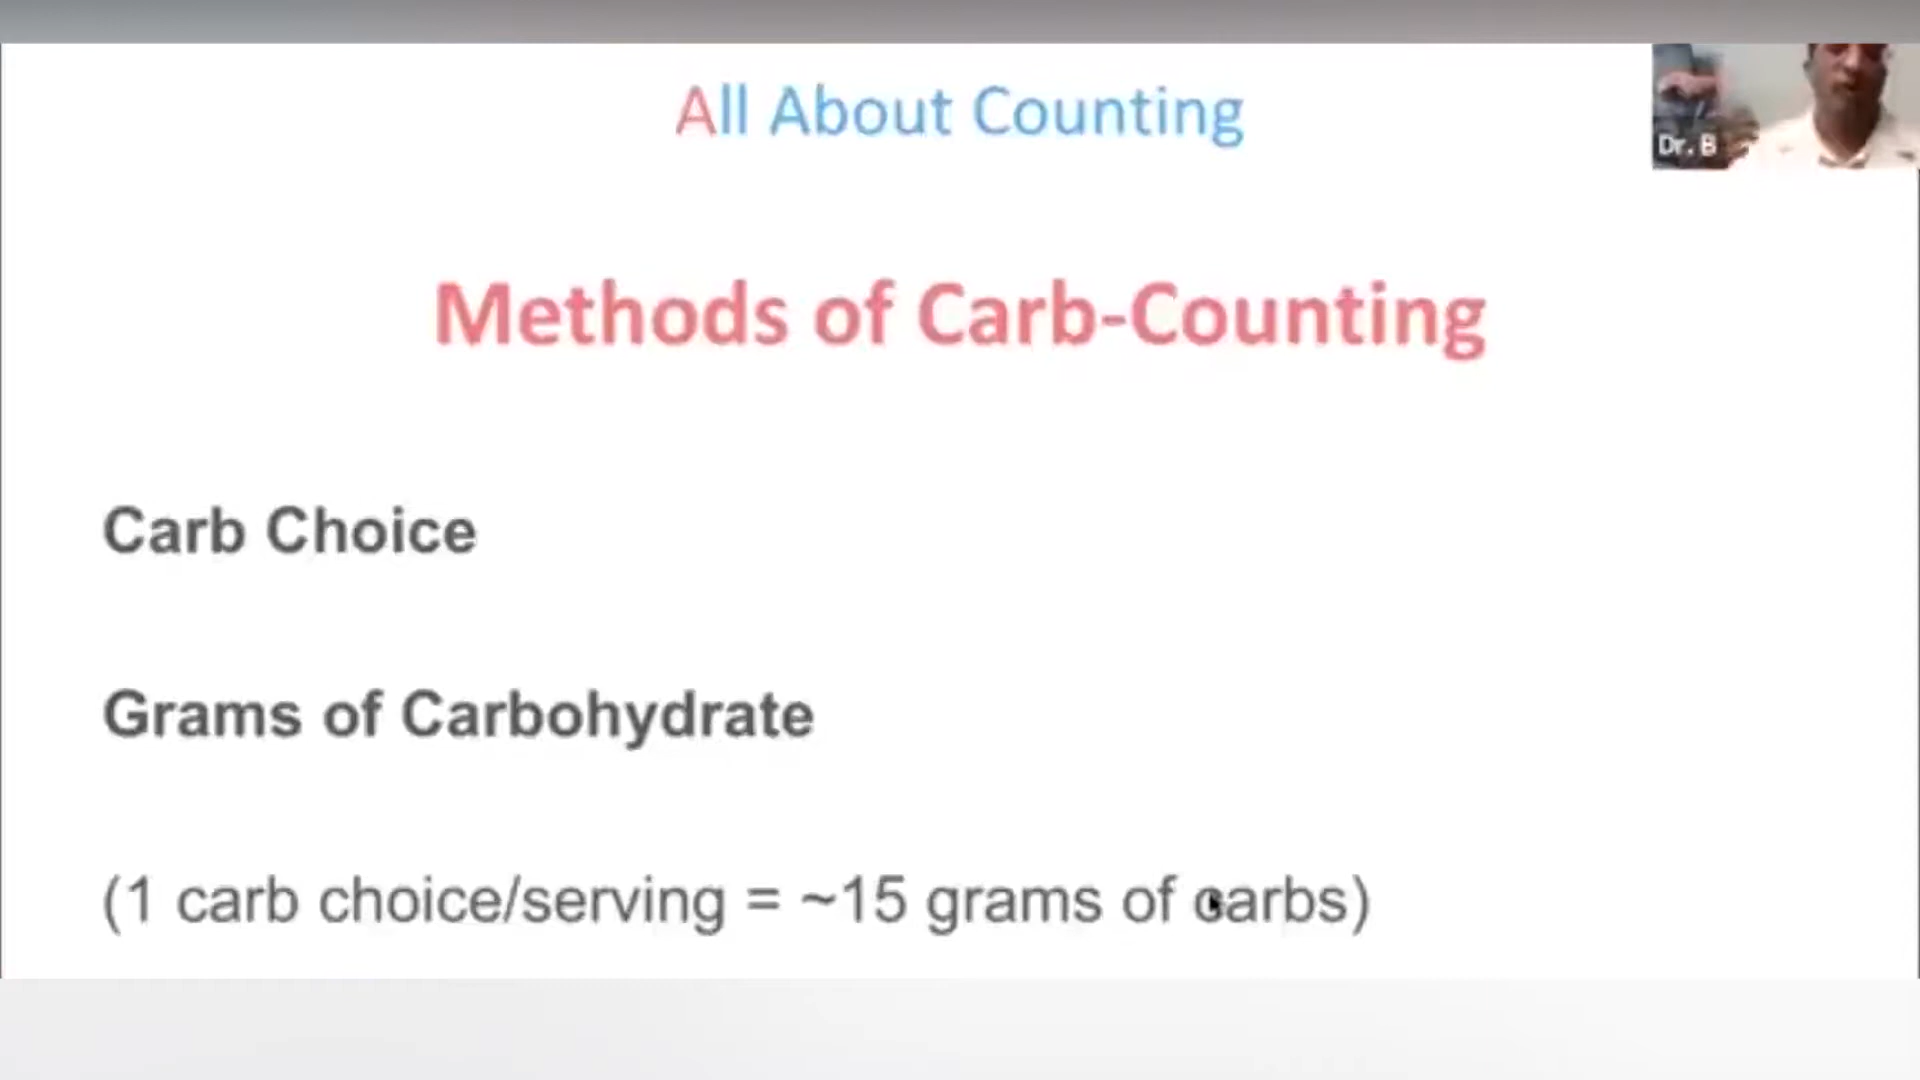 All About Counting
Dr. B
Methods of Carb-Counting
Carb Choice
Grams of Carbohydrate
(1 carb choice/serving = ~15 grams of carbs)